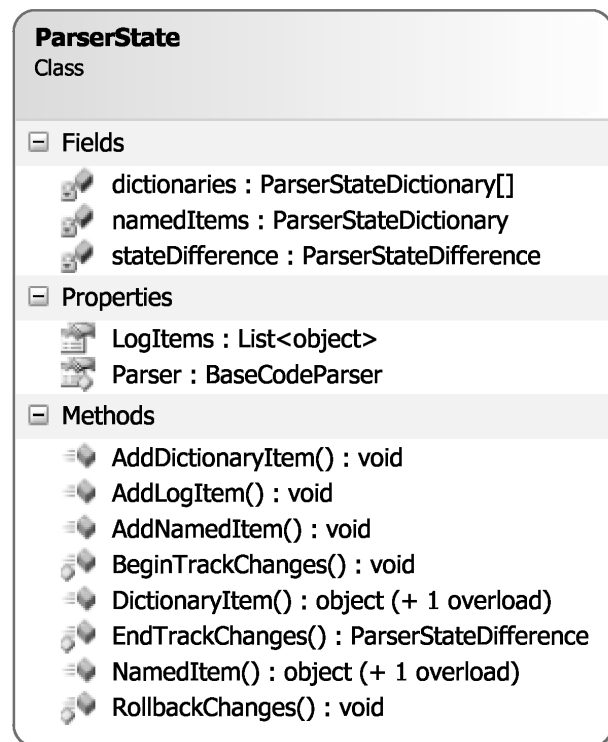 ParserState
Class
Fields
dictionaries : ParserStateDictionary[]
namedItems : ParserStateDictionary
stateDifference : ParserStateDifference
Properties
LogItems : List<object>
Parser : BaseCodeParser
Methods
AddDictionaryItem() : void
AddLogItem() : void
AddNamedItem() : void
BeginTrackChanges() : void
DictionaryItem() : object (+ 1 overload)
EndTrackChanges() : ParserStateDifference
NamedItem() : object (+ 1 overload)
RollbackChanges() : void